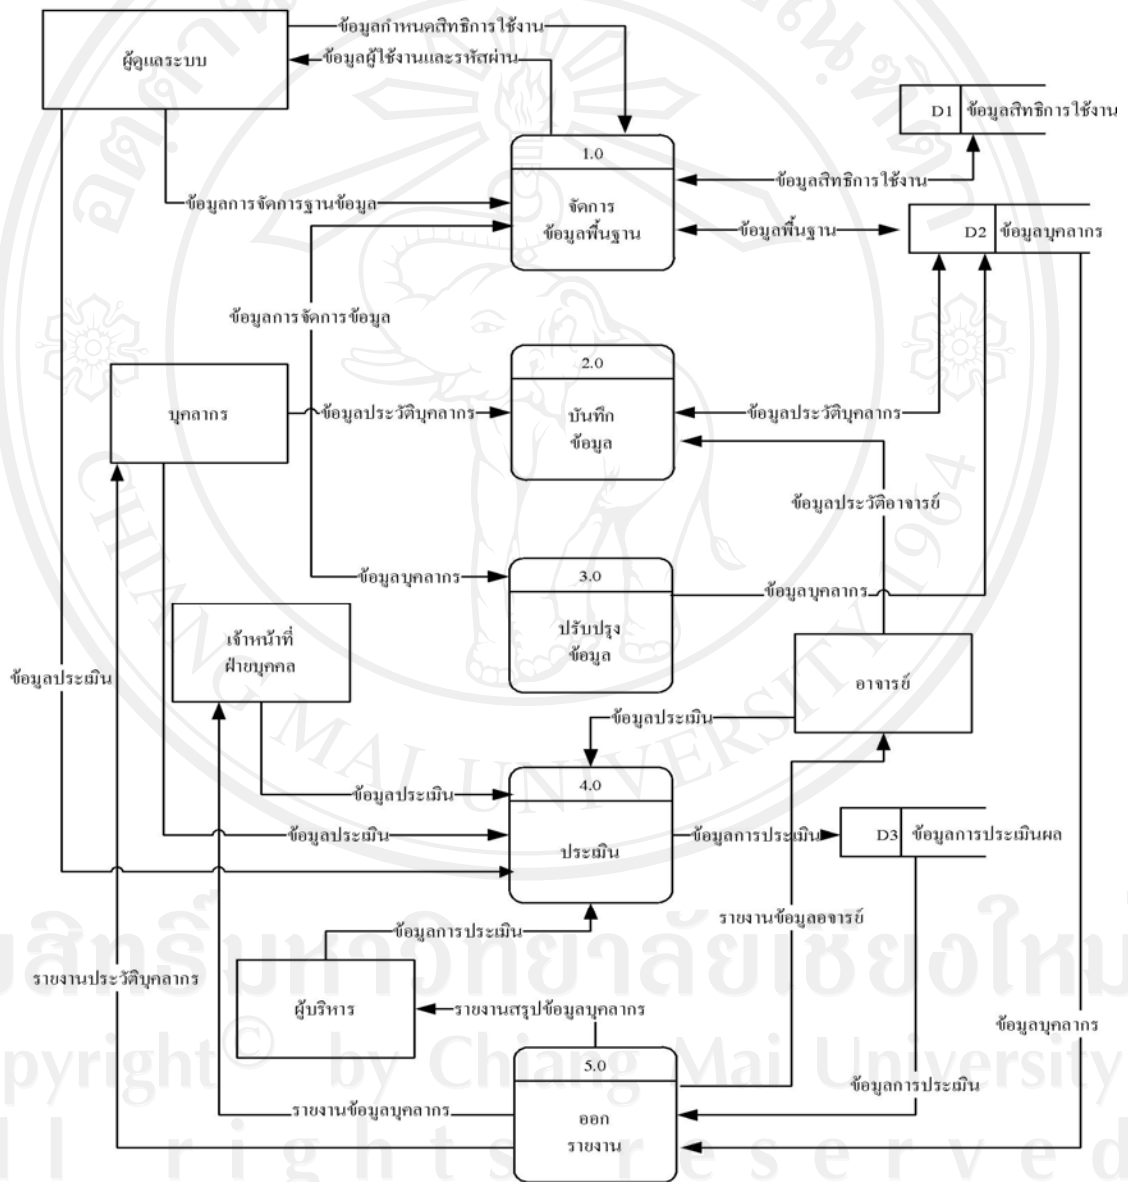 ข้อมูลกำหนดสิทธิการใช้งาน
ผู้ดูแลระบบ
ข้อมูลผู้ใช้งานและรหัสผ่าน
D1 ข้อมูลสิทธิการใช้งาน
1.0
ข้อมูลสิทธิการใช้งาน
ข้อมูลการจัดการฐานข้อมูล
จัดการ
ข้อมูลพื้นฐาน
ข้อมูลพื้นฐาน
D2 ข้อมูลบุคลากร
ข้อมูลการจัดการข้อมูล
2.0
บุคลากร
ข้อมูลประวัติบุคลากร
บันทึก
ข้อมูล
ข้อมูลประวัติบุคลากร
ข้อมูลประวัติอาจารย์
3.0
ข้อมูลบุคลากร
ข้อมูลบุคลากร
ปรับปรุง
ข้อมูล
เจ้าหน้าที่
ฝ่ายบุคคล
อาจารย์
ข้อมูลประเมิน
ข้อมูลประเมิน
4.0
ข้อมูลประเมิน
ข้อมูลประเมิน
ประเมิน
ข้อมูลการประเมิน
D3 ข้อมูลการประเมินผล
รายงานข้อมูลอจารย์
ข้อมูลการประเมิน
รายงานประวัติบุคลากร
ผู้บริหาร
รายงานสรุปข้อมูลบุคลากร
ข้อมูลบุคลากร
5.0
ข้อมูลการประเมิน
รายงานข้อมูลบุคลากร
ออก
รายงาน
CHIANG MAI UNIVERSITY 1964
สิทธิ์มหาวิทยาลัยเชียงใหม่
pyright© by Chiang Mai University
ll rights reserved